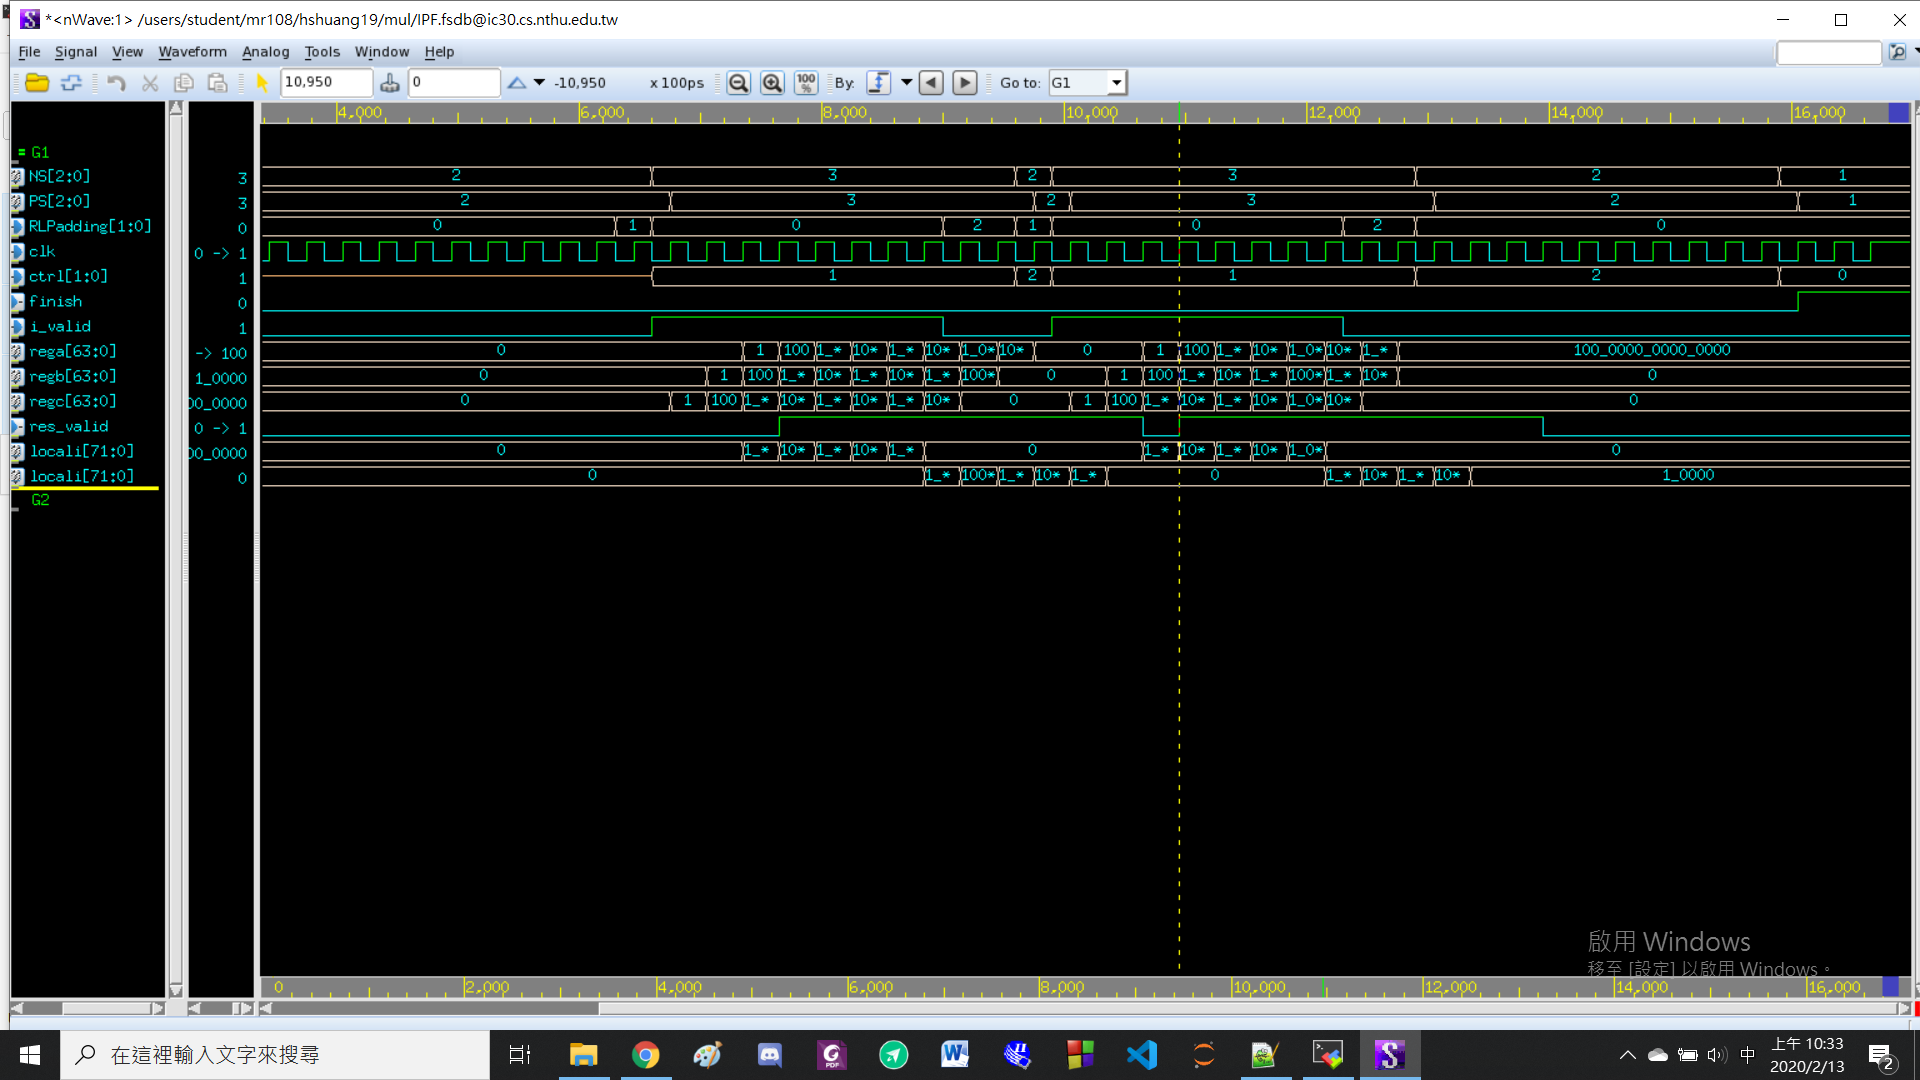 *<nWave:1> /users/student/mr108/hshuang19/mul/IPF.fsdb@ic30.cs.nthu.edu.tw
File Signal View Waveform Analog Tools Window Help
10,950 0 -10,950 x 100ps 100 % By: Go to: G1
4,000 6,000 8,000 10,000 12,000 14,000 16,000
= G1
NS[2:0] 3 2 3 2 3 2 1
PS[2:0] 3 2 3 2 3 2 1
RLPadding[1:0] 0 0 1 0 2 1 0 2 0
clk 0 -> 1
ctrl[1:0] 1 1 2 1 2 0
finish 0
i_valid 1
rega[63:0] -> 100 0 1 100 1_* 10* 1_* 10* 1_0* 10* 0 1 100 1_* 10* 1_0* 10* 1_* 100_0000_0000_0000
regb[63:0] 1_0000 0 1 100 1_* 10* 1_* 10* 1_* 100* 0 1 100 1_* 10* 1_* 100* 1_* 10* 0
regc[63:0] 00_0000 0 1 100 1_* 10* 1_* 10* 1_* 10* 0 1 100 1_* 10* 1_* 10* 1_0* 10* 0
res_valid 0 -> 1
locali[71:0] 00_0000 0 1_* 10* 1_* 10* 1_* 0 1_* 10* 1_* 10* 1_0* 0
locali[71:0] 0 0 1_* 100* 1_* 10* 1_* 0 1_* 10* 1_* 10* 1_0000
G2
啟用 Windows
移至 [設定] 以啟用 Windows。
0 2,000 4,000 6,000 8,000 10,000 12,000 14,000 16,000
在這裡輸入文字來搜尋
中 上午 10:33
2020/2/13
2